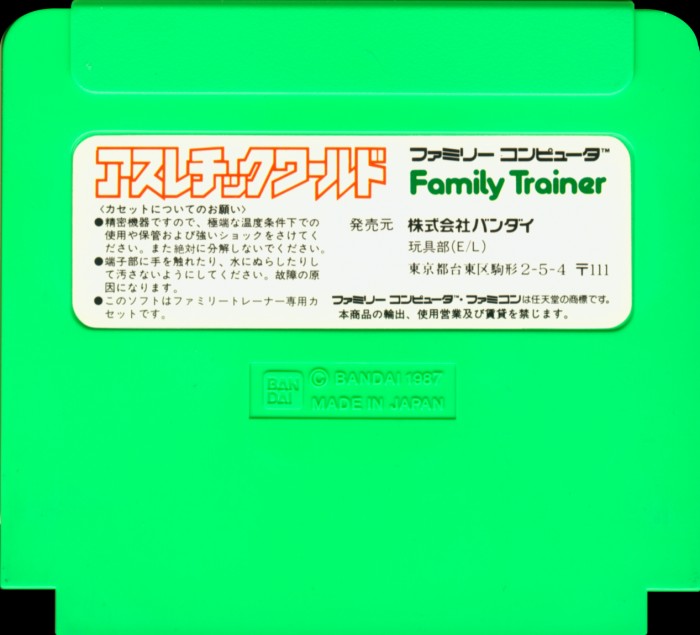 アスレチックワールド
ファミリー コンピュータ™
Family Trainer
〈カセットについてのお願い〉
●精密機器ですので、極端な温度条件下での
使用や保管および強いショックをさけてく
ださい。また絶対に分解しないでください。
●端子部に手を触れたり、水にぬらしたりし
て汚さないようにしてください。故障の原
因になります。
●このソフトはファミリートレーナー専用カ
セットです。
発売元 株式会社バンダイ
玩具部(E/L)
東京都台東区駒形2-5-4 〒111
ファミリー コンピュータ™・ファミコンは任天堂の商標です。
本商品の輸出、使用営業及び賃貸を禁じます。
BAN
DAI
© BANDAI 1987
MADE IN JAPAN